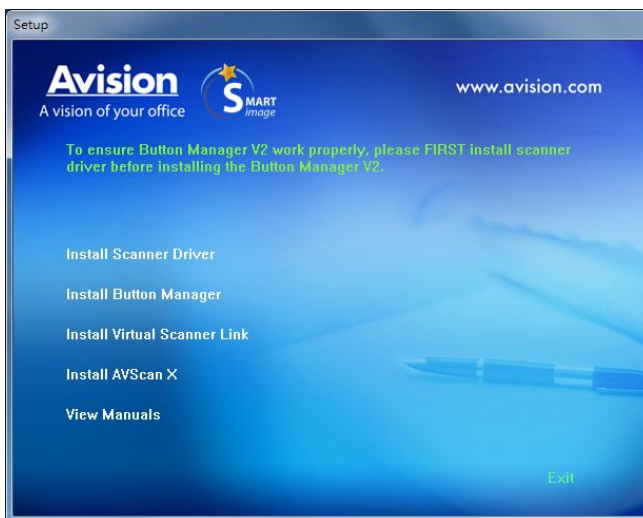 Setup
Avision
A vision of your office
SMART
image
www.avision.com
To ensure Button Manager V2 work properly, please FIRST install scanner
driver before installing the Button Manager V2.
Install Scanner Driver
Install Button Manager
Install Virtual Scanner Link
Install AVScan X
View Manuals
Exit